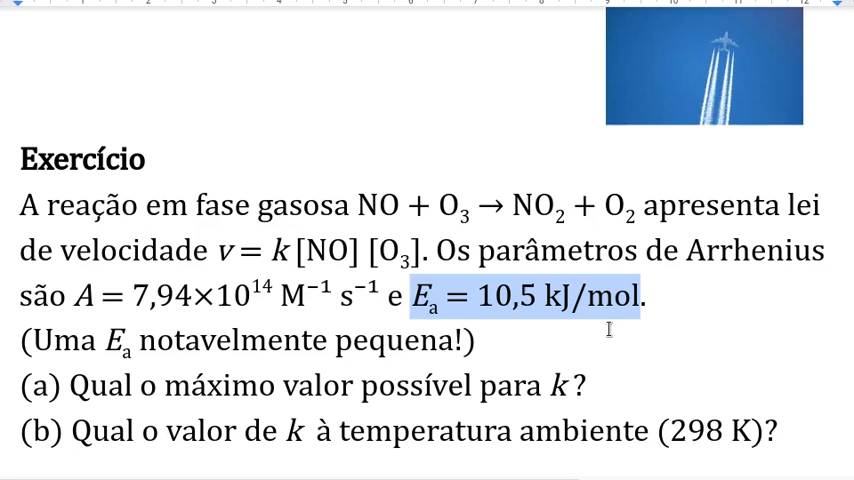 Exercício
A reação em fase gasosa NO + O₃ → NO₂ + O₂ apresenta lei
de velocidade v = k [NO] [O₃]. Os parâmetros de Arrhenius
são A = 7,94×10¹⁴ M⁻¹ s⁻¹ e Eₐ = 10,5 kJ/mol.
(Uma Eₐ notavelmente pequena!)
(a) Qual o máximo valor possível para k?
(b) Qual o valor de k à temperatura ambiente (298 K)?